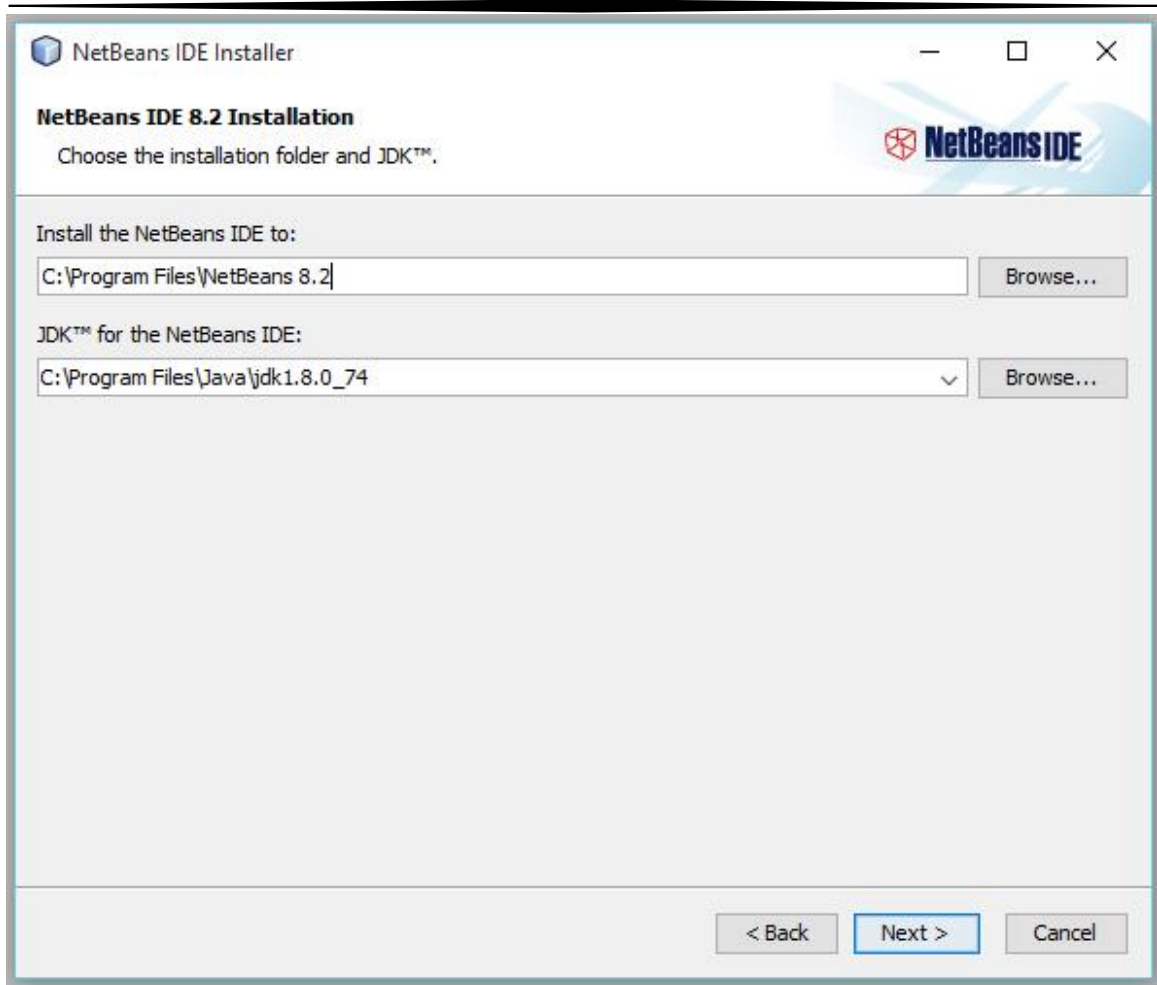 NetBeans IDE Installer
NetBeans IDE 8.2 Installation
Choose the installation folder and JDK™.
NetBeans IDE
Install the NetBeans IDE to:
C:\Program Files\NetBeans 8.2
Browse...
JDK™ for the NetBeans IDE:
C:\Program Files\Java\jdk1.8.0_74
Browse...
< Back
Next >
Cancel